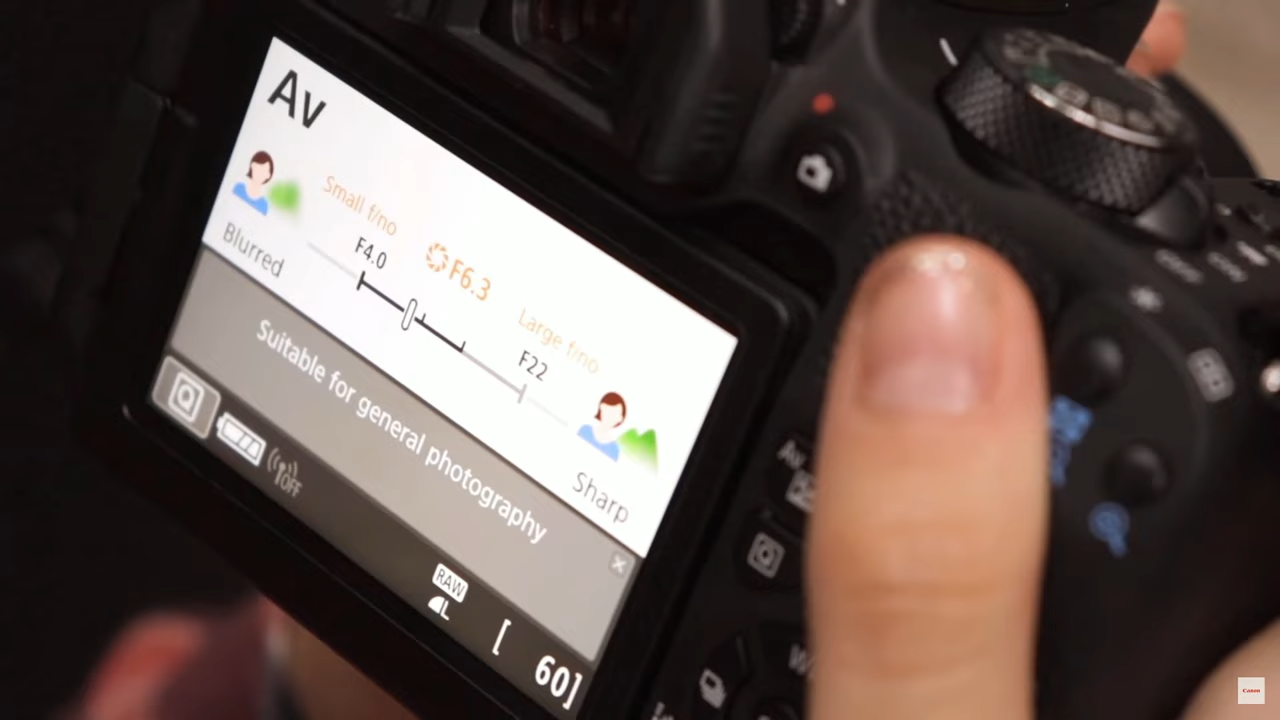 Av
Small f/no
F4.0
F6.3
Blurred
Large f/no
F22
Sharp
Suitable for general photography
Q
OFF
RAW
L
[ 60]
Av
Canon